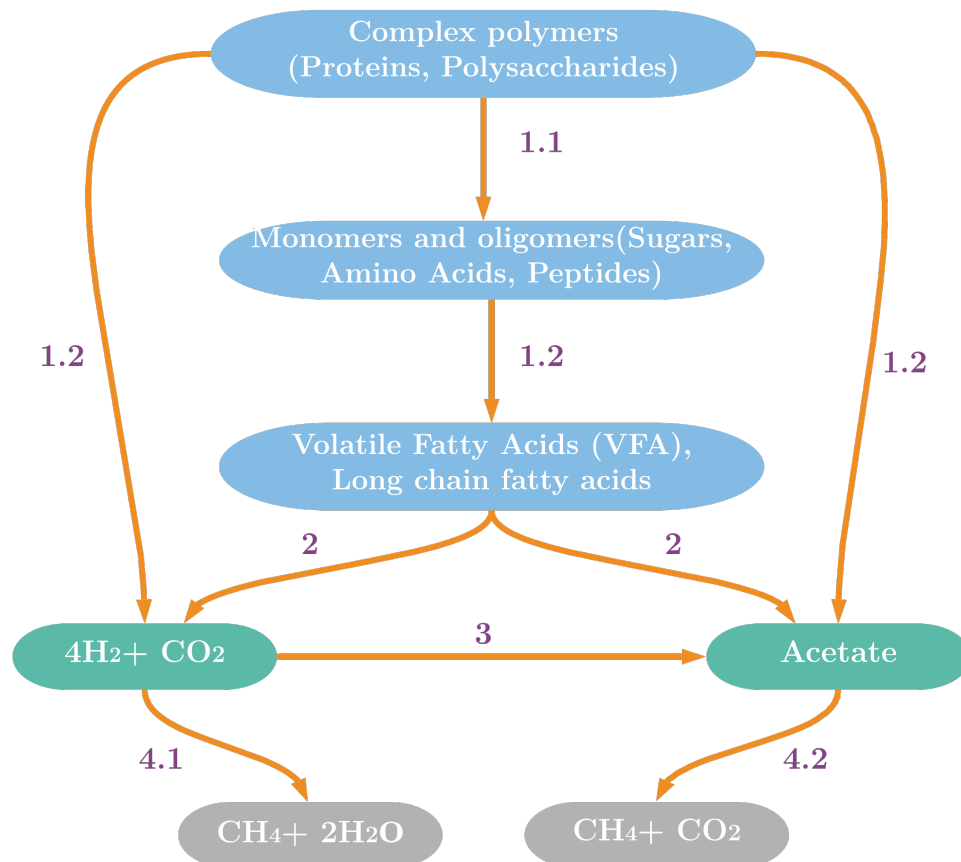 Complex polymers
(Proteins, Polysaccharides)
1.1
Monomers and oligomers(Sugars,
Amino Acids, Peptides)
1.2
1.2
1.2
Volatile Fatty Acids (VFA),
Long chain fatty acids
2
2
4H₂+ CO₂
3
Acetate
4.1
4.2
CH₄+ 2H₂O
CH₄+ CO₂